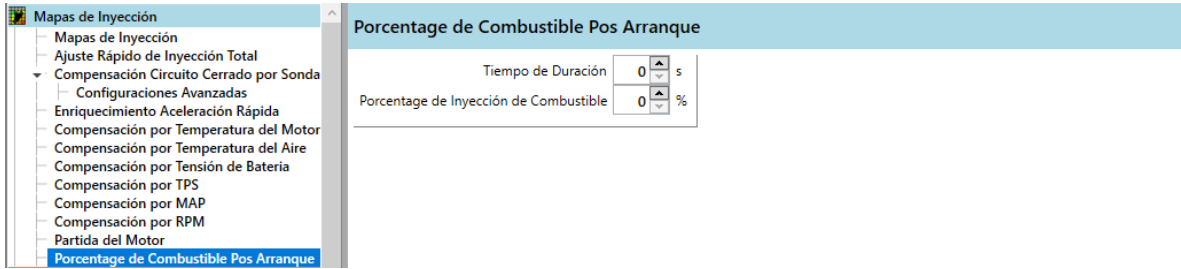 Mapas de Inyección
Mapas de Inyección
Ajuste Rápido de Inyección Total
Compensación Circuito Cerrado por Sonda
Configuraciones Avanzadas
Enriquecimiento Aceleración Rápida
Compensación por Temperatura del Motor
Compensación por Temperatura del Aire
Compensación por Tensión de Bateria
Compensación por TPS
Compensación por MAP
Compensación por RPM
Partida del Motor
Porcentage de Combustible Pos Arranque
Porcentage de Combustible Pos Arranque
Tiempo de Duración 0 s
Porcentage de Inyección de Combustible 0 %